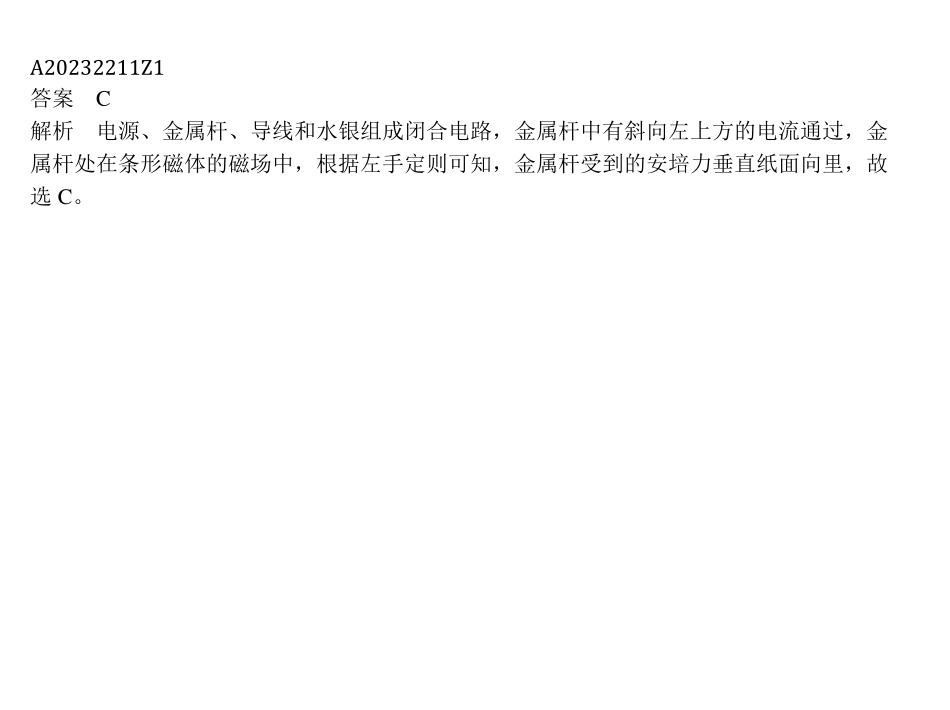 A20232211Z1
答案　C
解析　电源、金属杆、导线和水银组成闭合电路，金属杆中有斜向左上方的电流通过，金
属杆处在条形磁体的磁场中，根据左手定则可知，金属杆受到的安培力垂直纸面向里，故
选 C。